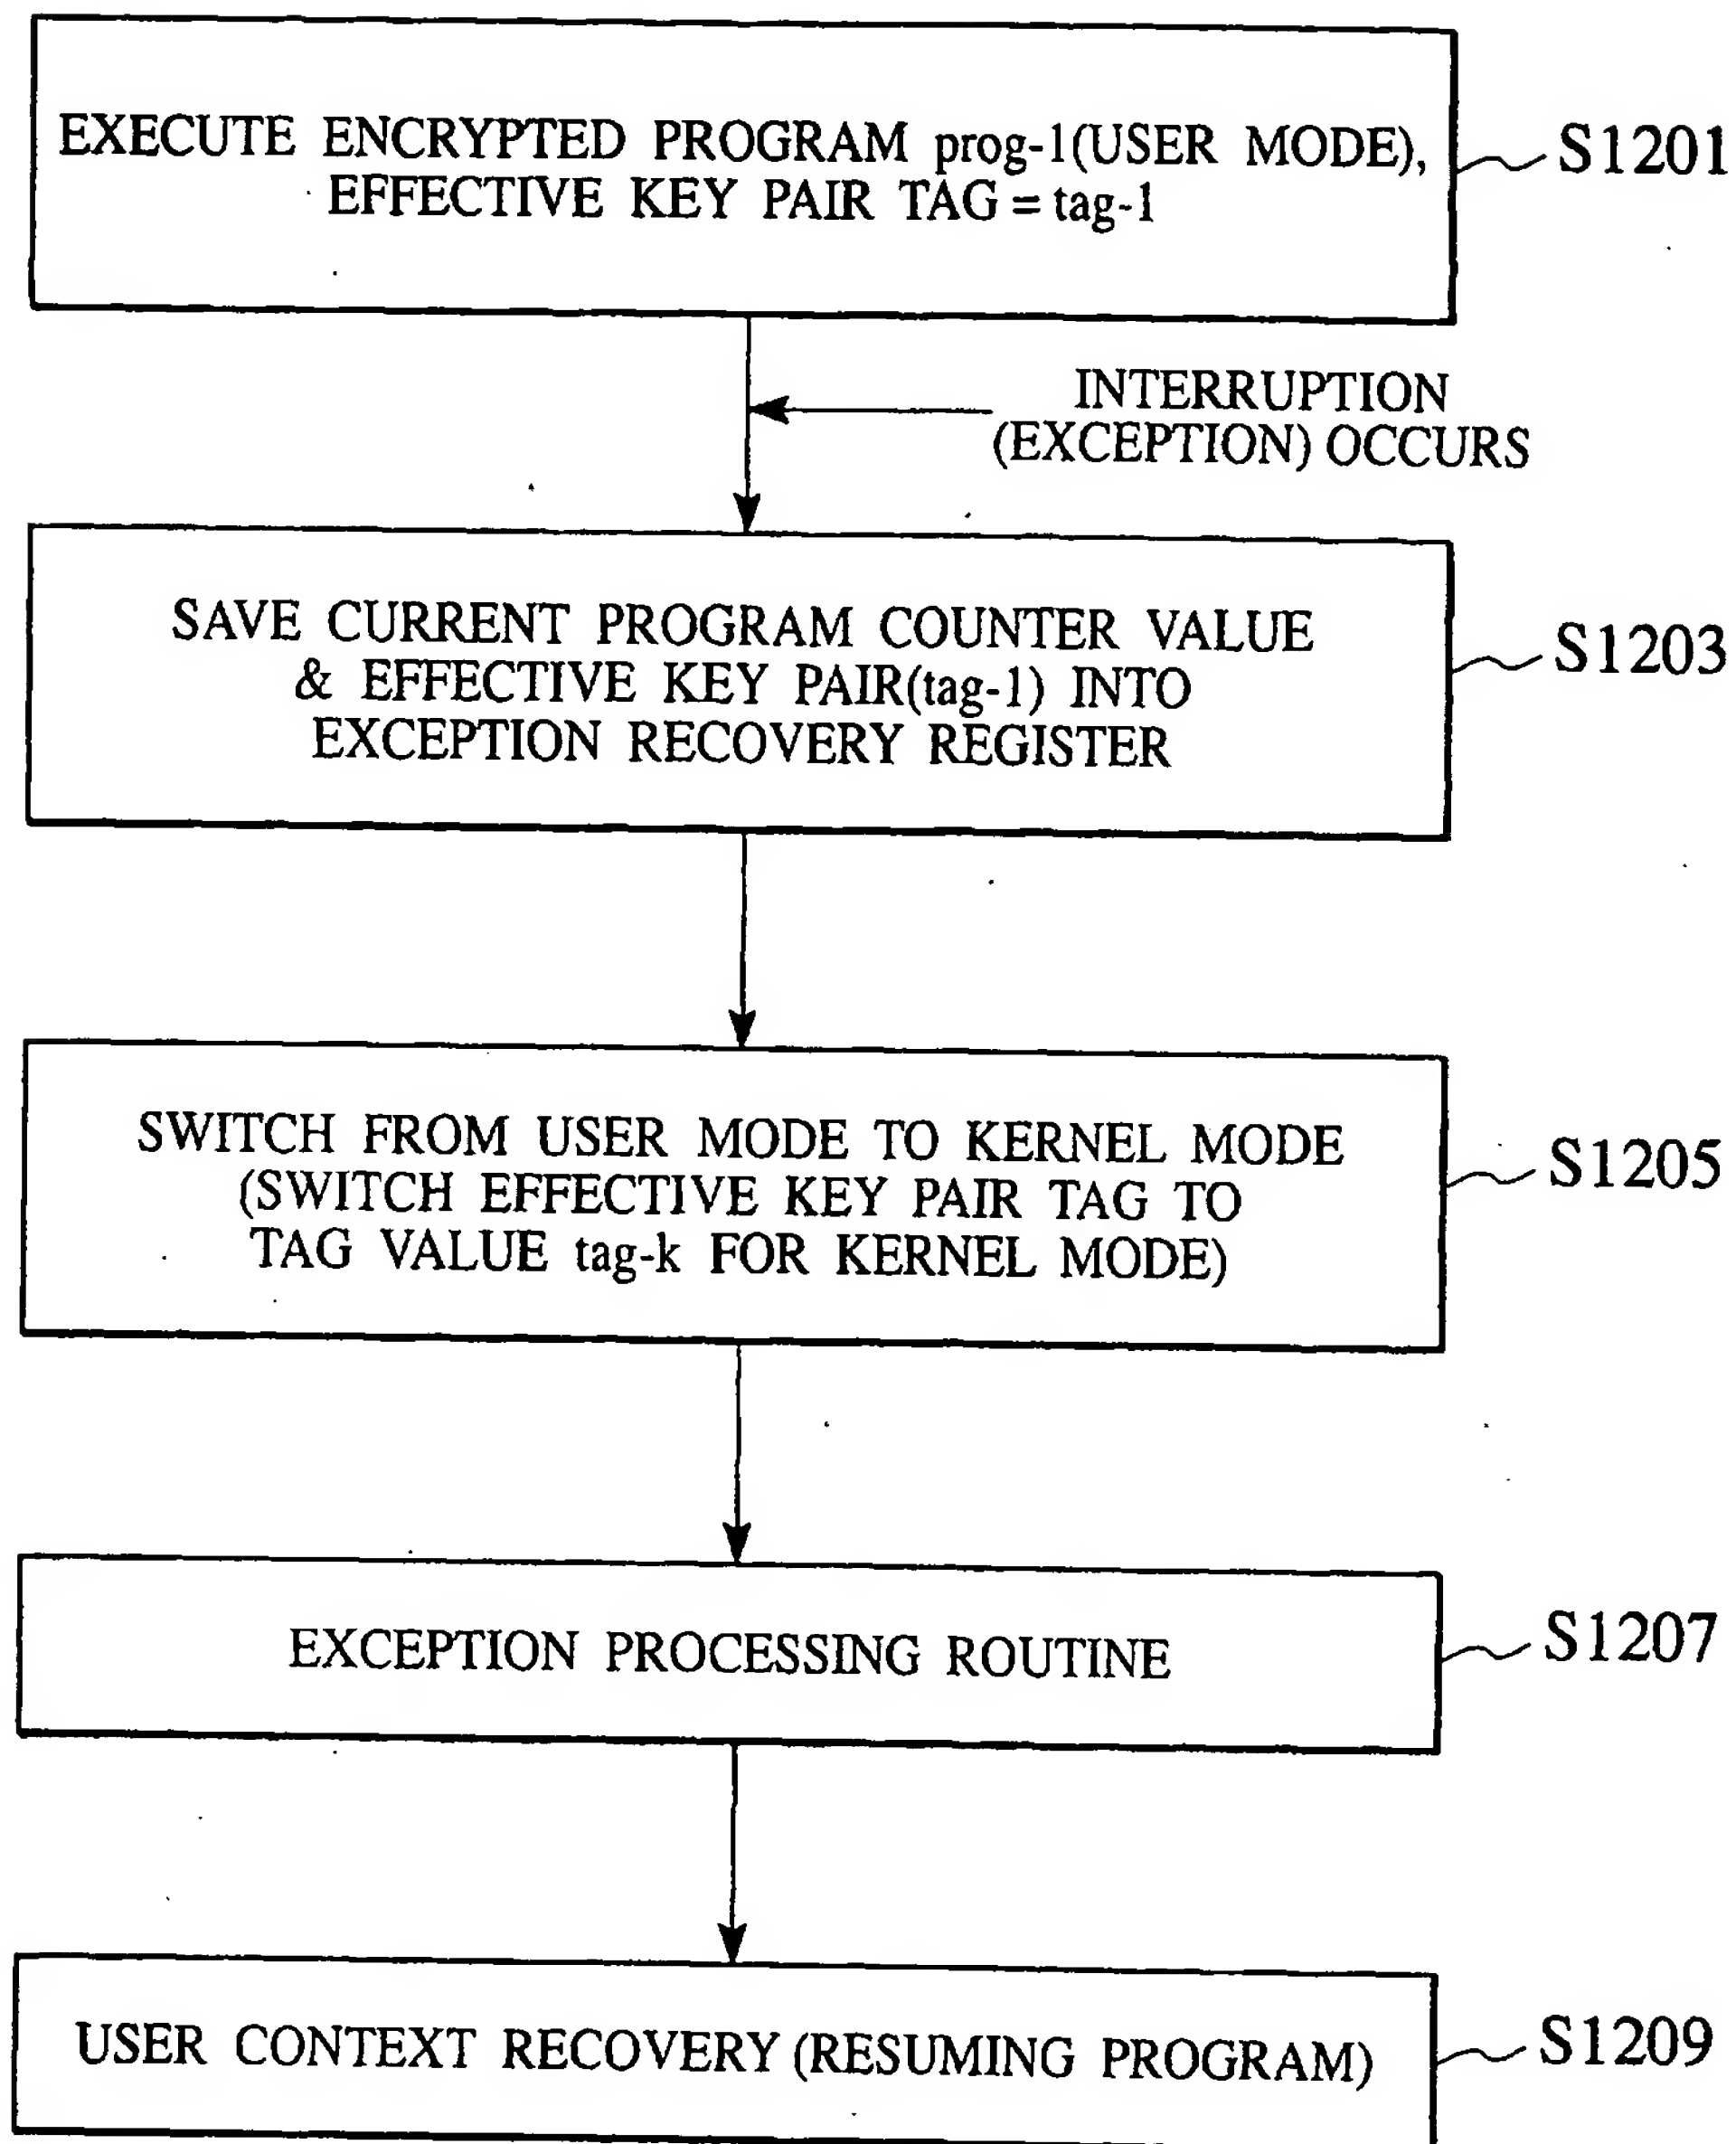 EXECUTE ENCRYPTED PROGRAM prog-1(USER MODE),
EFFECTIVE KEY PAIR TAG = tag-1
S1201
INTERRUPTION
(EXCEPTION) OCCURS
SAVE CURRENT PROGRAM COUNTER VALUE
& EFFECTIVE KEY PAIR(tag-1) INTO
EXCEPTION RECOVERY REGISTER
S1203
SWITCH FROM USER MODE TO KERNEL MODE
(SWITCH EFFECTIVE KEY PAIR TAG TO
TAG VALUE tag-k FOR KERNEL MODE)
S1205
EXCEPTION PROCESSING ROUTINE
S1207
USER CONTEXT RECOVERY (RESUMING PROGRAM)
S1209